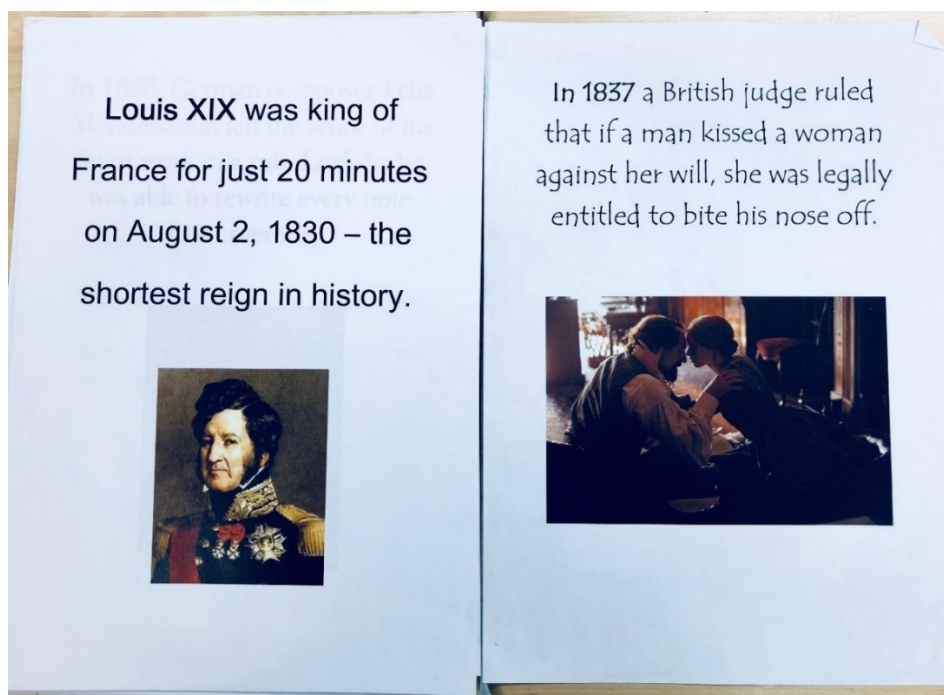 Louis XIX was king of
France for just 20 minutes
on August 2, 1830 – the
shortest reign in history.
In 1837 a British judge ruled
that if a man kissed a woman
against her will, she was legally
entitled to bite his nose off.